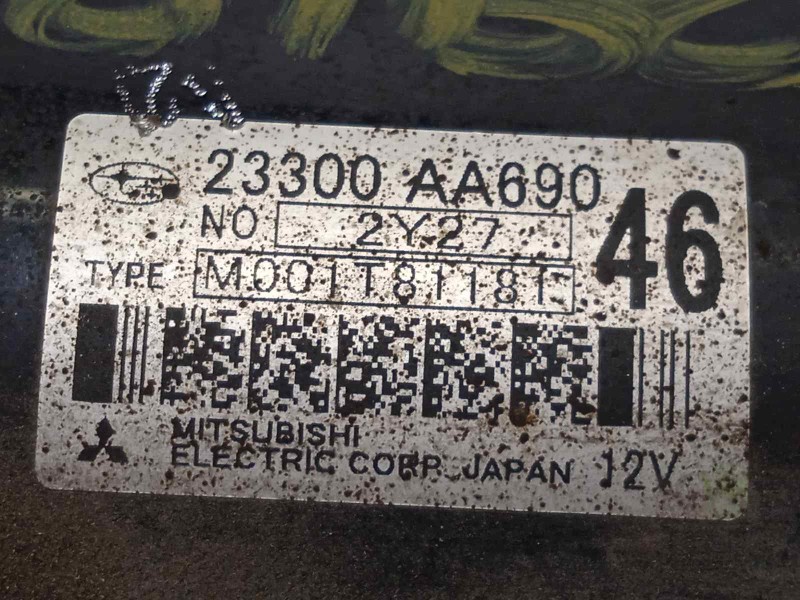 23300 AA690
46
NO 2Y27
TYPE M001T81181
MITSUBISHI
ELECTRIC CORP. JAPAN 12V